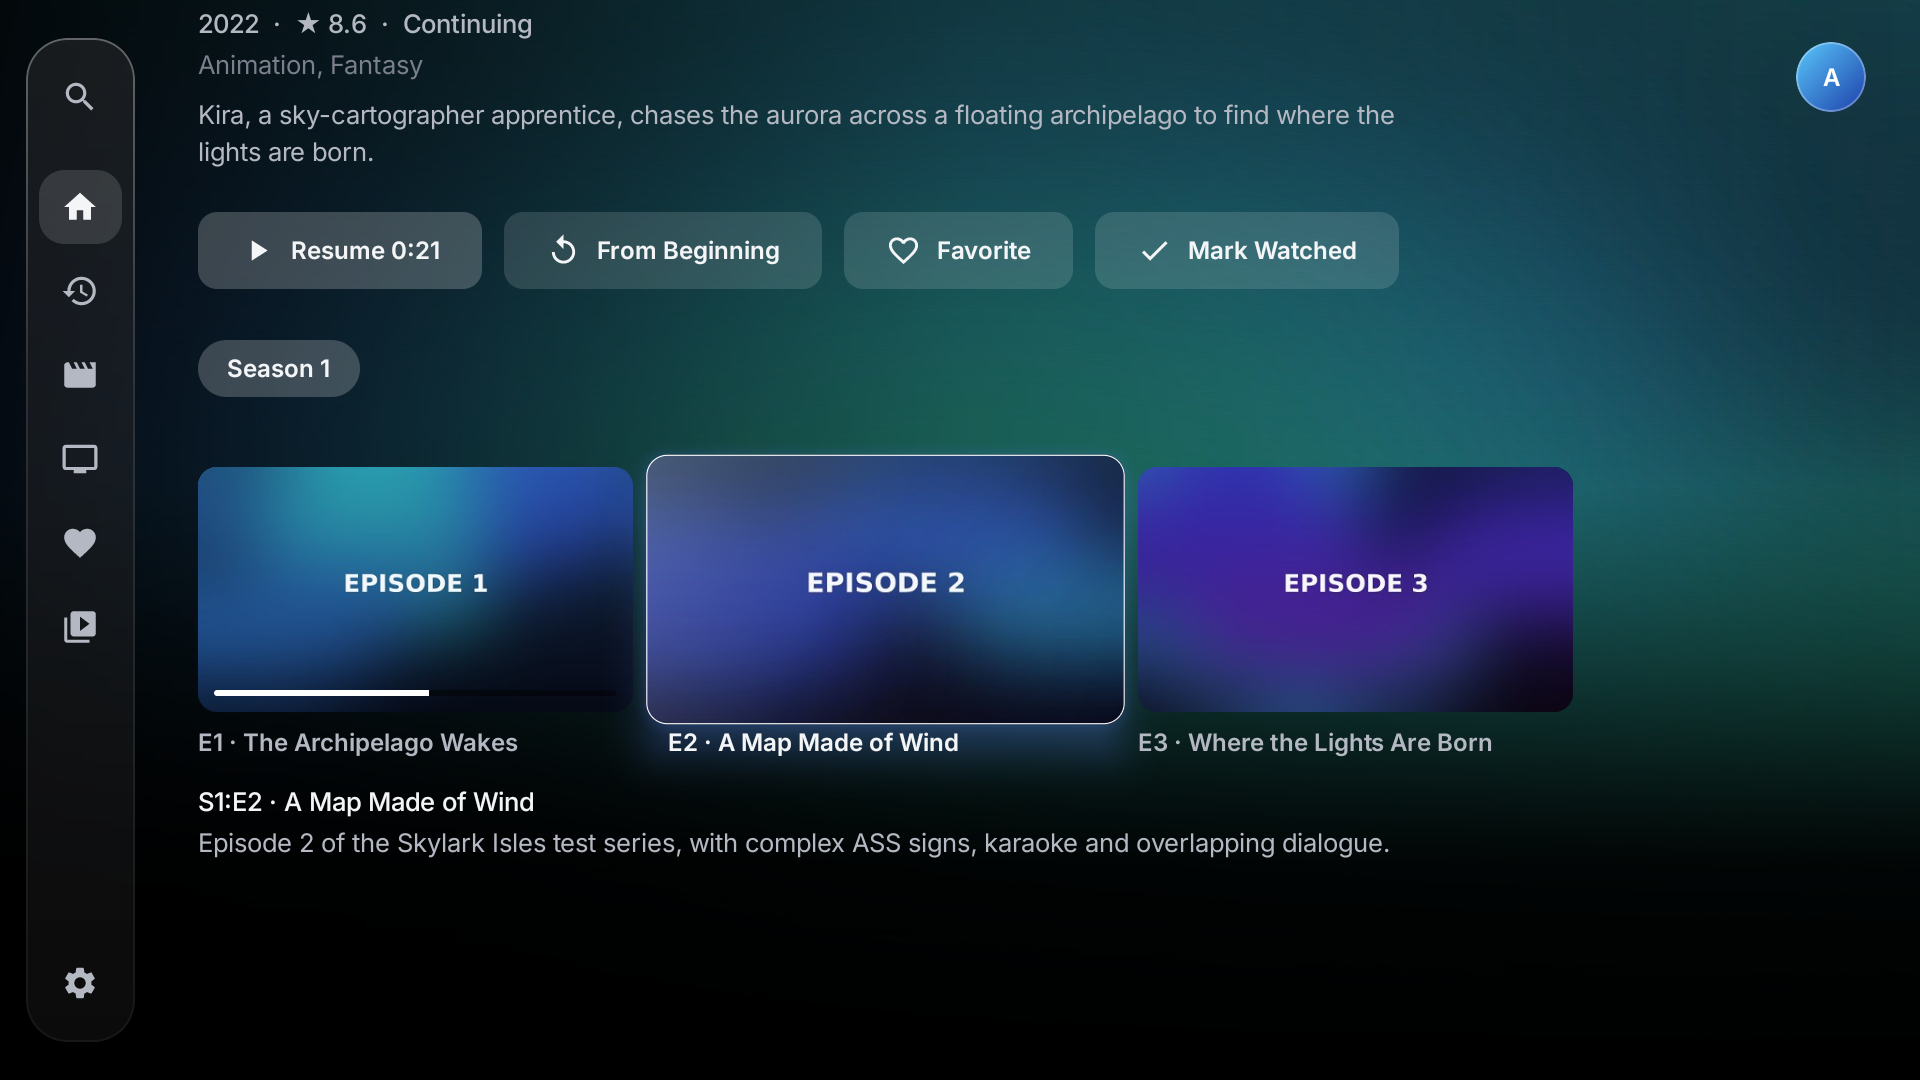 2022 · ★ 8.6 · Continuing
A
Animation, Fantasy
Kira, a sky-cartographer apprentice, chases the aurora across a floating archipelago to find where the
lights are born.
Resume 0:21
From Beginning
Favorite
Mark Watched
Season 1
EPISODE 1
EPISODE 2
EPISODE 3
E1 · The Archipelago Wakes
E2 · A Map Made of Wind
E3 · Where the Lights Are Born
S1:E2 · A Map Made of Wind
Episode 2 of the Skylark Isles test series, with complex ASS signs, karaoke and overlapping dialogue.